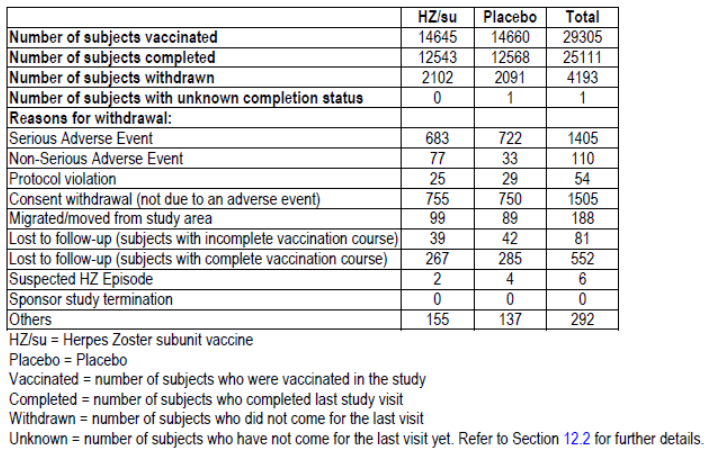 HZ/su Placebo Total
Number of subjects vaccinated 14645 14660 29305
Number of subjects completed 12543 12568 25111
Number of subjects withdrawn 2102 2091 4193
Number of subjects with unknown completion status 0 1 1
Reasons for withdrawal:
Serious Adverse Event 683 722 1405
Non-Serious Adverse Event 77 33 110
Protocol violation 25 29 54
Consent withdrawal (not due to an adverse event) 755 750 1505
Migrated/moved from study area 99 89 188
Lost to follow-up (subjects with incomplete vaccination course) 39 42 81
Lost to follow-up (subjects with complete vaccination course) 267 285 552
Suspected HZ Episode 2 4 6
Sponsor study termination 0 0 0
Others 155 137 292
HZ/su = Herpes Zoster subunit vaccine
Placebo = Placebo
Vaccinated = number of subjects who were vaccinated in the study
Completed = number of subjects who completed last study visit
Withdrawn = number of subjects who did not come for the last visit
Unknown = number of subjects who have not come for the last visit yet. Refer to Section 12.2 for further details.